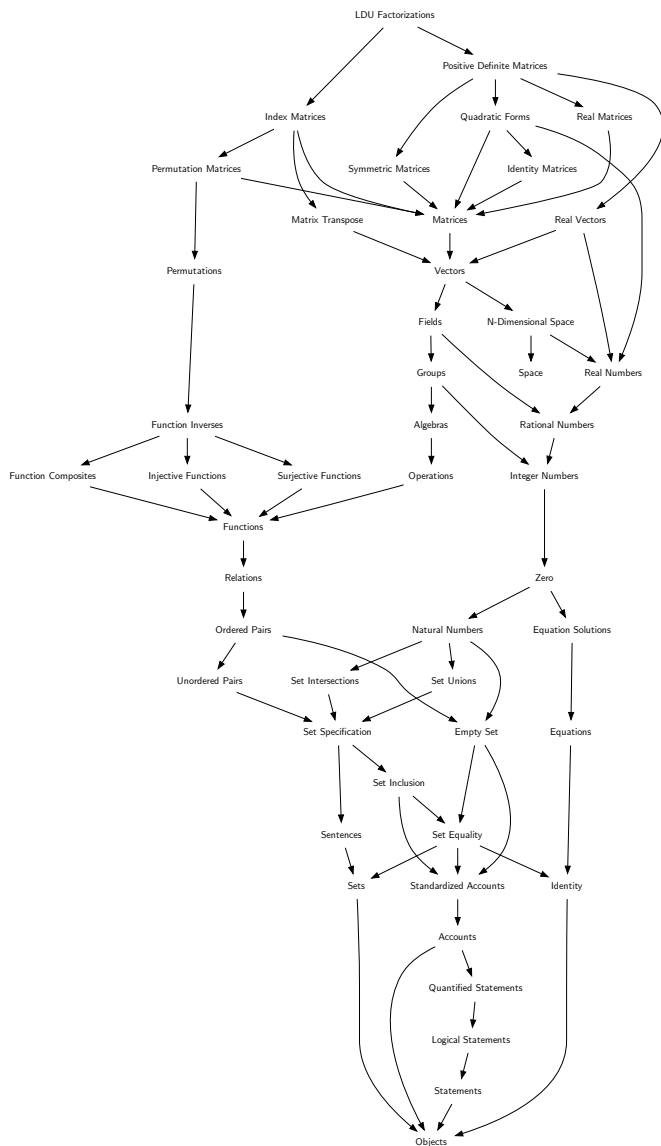 LDU Factorizations
Positive Definite Matrices
Index Matrices
Quadratic Forms
Real Matrices
Permutation Matrices
Symmetric Matrices
Identity Matrices
Matrix Transpose
Matrices
Real Vectors
Permutations
Vectors
Fields
N-Dimensional Space
Groups
Space
Real Numbers
Function Inverses
Algebras
Rational Numbers
Function Composites
Injective Functions
Surjective Functions
Operations
Integer Numbers
Functions
Relations
Zero
Ordered Pairs
Natural Numbers
Equation Solutions
Unordered Pairs
Set Intersections
Set Unions
Set Specification
Empty Set
Equations
Set Inclusion
Sentences
Set Equality
Sets
Standardized Accounts
Identity
Accounts
Quantified Statements
Logical Statements
Statements
Objects